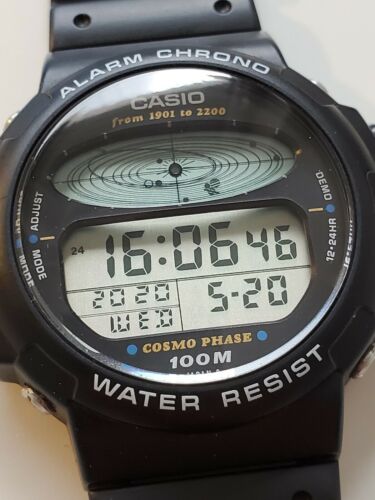 ALARM CHRONO
CASIO
from 1901 to 2200
ADJUST
MODE
DEMO
12·24HR
24
16:06 46
2020
5-20
WED
COSMO PHASE
100M
WATER RESIST